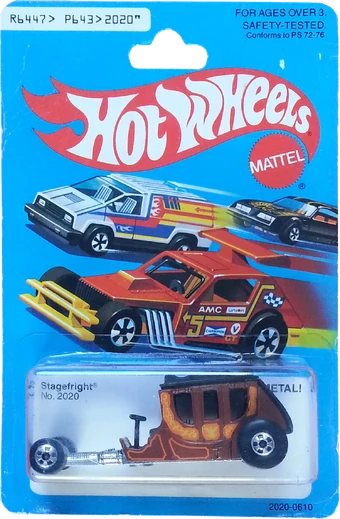 R6447> P643>2020"
FOR AGES OVER 3.
SAFETY-TESTED.
Conforms to PS 72-76
HOT WHEELS
®
MATTEL
®
AMC
5
V
CT
Stagefright®
No. 2020
METAL!
2020-0610